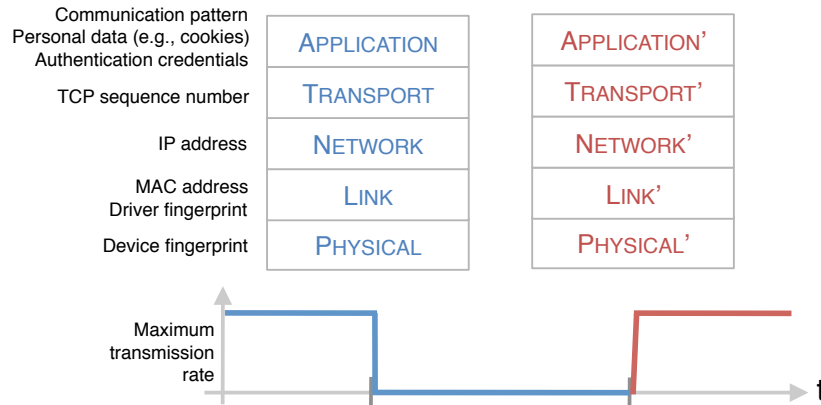 Communication pattern
Personal data (e.g., cookies)
Authentication credentials
APPLICATION
APPLICATION’
TCP sequence number
TRANSPORT
TRANSPORT’
IP address
NETWORK
NETWORK’
MAC address
Driver fingerprint
LINK
LINK’
Device fingerprint
PHYSICAL
PHYSICAL’
Maximum
transmission
rate
t